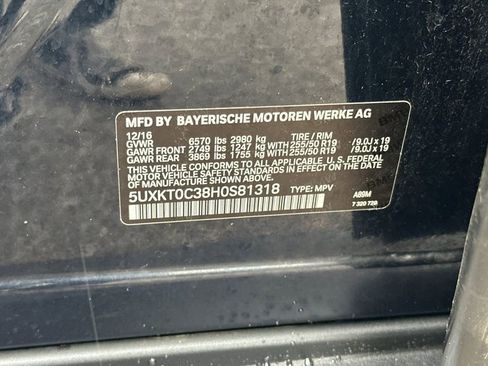 MFD BY BAYERISCHE MOTOREN WERKE AG
12/16
GVWR 6570 lbs 2980 kg TIRE / RIM
GAWR FRONT 2749 lbs 1247 kg WITH 255/50 R19 /9.0J x 19
GAWR REAR 3869 lbs 1755 kg WITH 255/50 R19 /9.0J x 19
THIS VEHICLE CONFORMS TO ALL APPLICABLE U.S. FEDERAL
MOTOR VEHICLE SAFETY STANDARDS IN EFFECT ON THE
DATE OF MANUFACTURE SHOWN ABOVE.
5UXKT0C38H0S81318 TYPE: MPV A89M
7 320 728